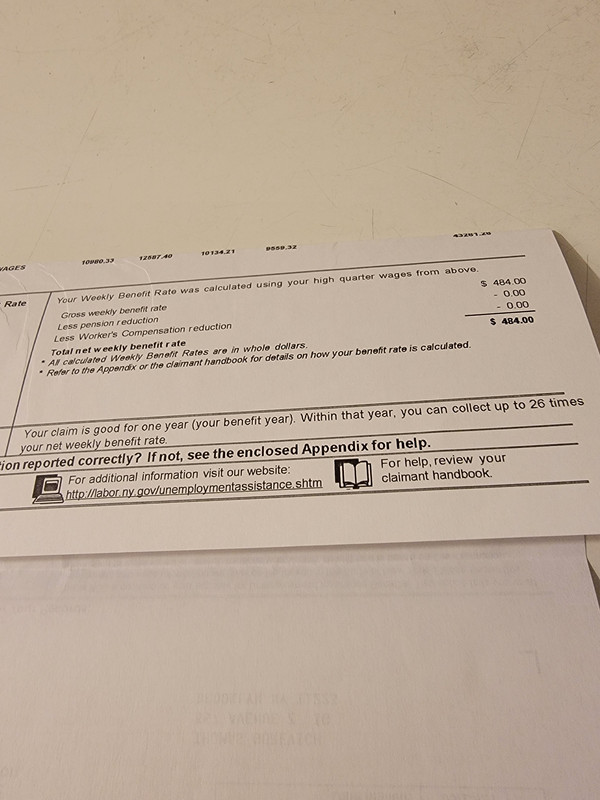 WAGES 10980.33 12587.40 10134.21 9559.32 43261.26
Rate
Your Weekly Benefit Rate was calculated using your high quarter wages from above.
Gross weekly benefit rate $ 484.00
Less pension reduction - 0.00
Less Worker's Compensation reduction - 0.00
Total net weekly benefit rate $ 484.00
* All calculated Weekly Benefit Rates are in whole dollars.
* Refer to the Appendix or the claimant handbook for details on how your benefit rate is calculated.
Your claim is good for one year (your benefit year). Within that year, you can collect up to 26 times
your net weekly benefit rate.
ion reported correctly? If not, see the enclosed Appendix for help.
For additional information visit our website:
http://labor.ny.gov/unemploymentassistance.shtm
For help, review your
claimant handbook.